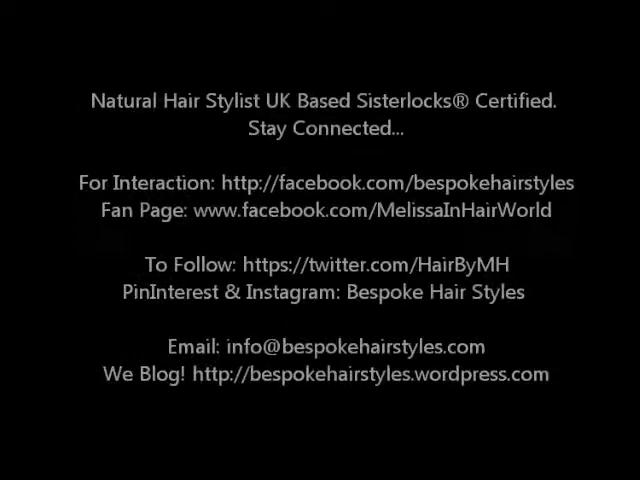 Natural Hair Stylist UK Based Sisterlocks® Certified.
Stay Connected...
For Interaction: http://facebook.com/bespokehairstyles
Fan Page: www.facebook.com/MelissaInHairWorld
To Follow: https://twitter.com/HairByMH
PinInterest & Instagram: Bespoke Hair Styles
Email: info@bespokehairstyles.com
We Blog! http://bespokehairstyles.wordpress.com